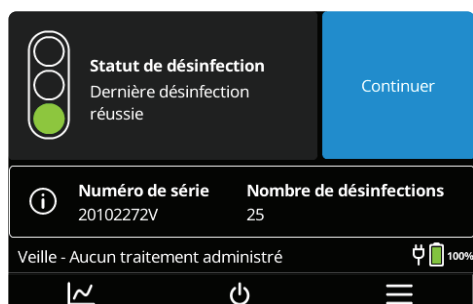 Statut de désinfection
Dernière désinfection
réussie
Continuer
Numéro de série
Nombre de désinfections
20102272V
25
Veille - Aucun traitement administré
100%